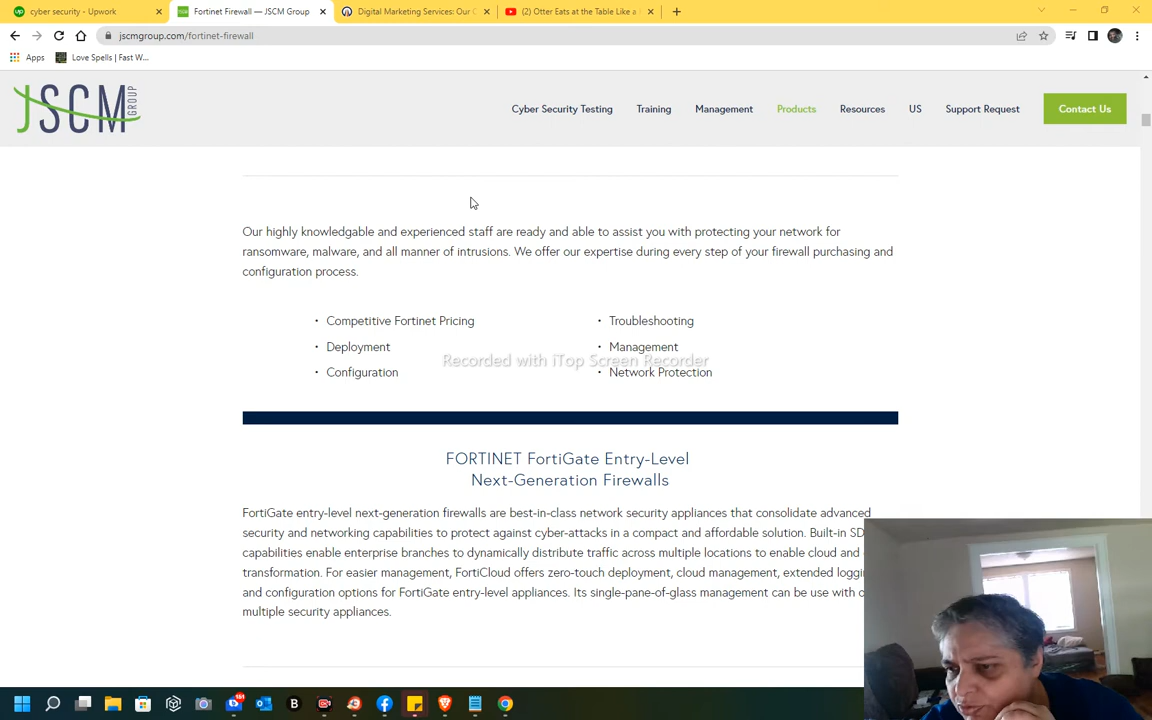 cyber security - Upwork
Fortinet Firewall — JSCM Group
Digital Marketing Services: Our
(2) Otter Eats at the Table Like a
jscmgroup.com/fortinet-firewall
Apps
Love Spells | Fast W...
JSCM GROUP
Cyber Security Testing
Training
Management
Products
Resources
US
Support Request
Contact Us
Our highly knowledgable and experienced staff are ready and able to assist you with protecting your network for
ransomware, malware, and all manner of intrusions. We offer our expertise during every step of your firewall purchasing and
configuration process.
• Competitive Fortinet Pricing
• Deployment
• Configuration
• Troubleshooting
• Management
• Network Protection
Recorded with iTop Screen Recorder
FORTINET FortiGate Entry-Level
Next-Generation Firewalls
FortiGate entry-level next-generation firewalls are best-in-class network security appliances that consolidate advanced
security and networking capabilities to protect against cyber-attacks in a compact and affordable solution. Built-in SD
capabilities enable enterprise branches to dynamically distribute traffic across multiple locations to enable cloud and
transformation. For easier management, FortiCloud offers zero-touch deployment, cloud management, extended loggi
and configuration options for FortiGate entry-level appliances. Its single-pane-of-glass management can be used with
multiple security appliances.